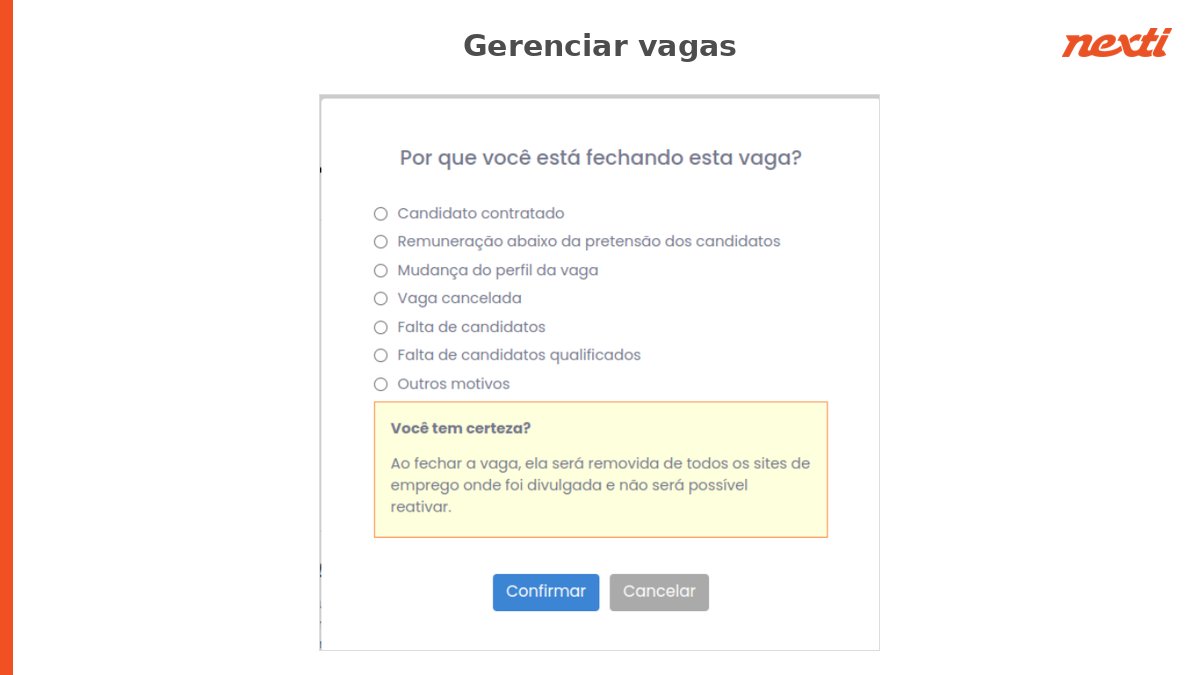 Gerenciar vagas
nexti
Por que você está fechando esta vaga?
Candidato contratado
Remuneração abaixo da pretensão dos candidatos
Mudança do perfil da vaga
Vaga cancelada
Falta de candidatos
Falta de candidatos qualificados
Outros motivos
Você tem certeza?
Ao fechar a vaga, ela será removida de todos os sites de
emprego onde foi divulgada e não será possível
reativar.
Confirmar
Cancelar